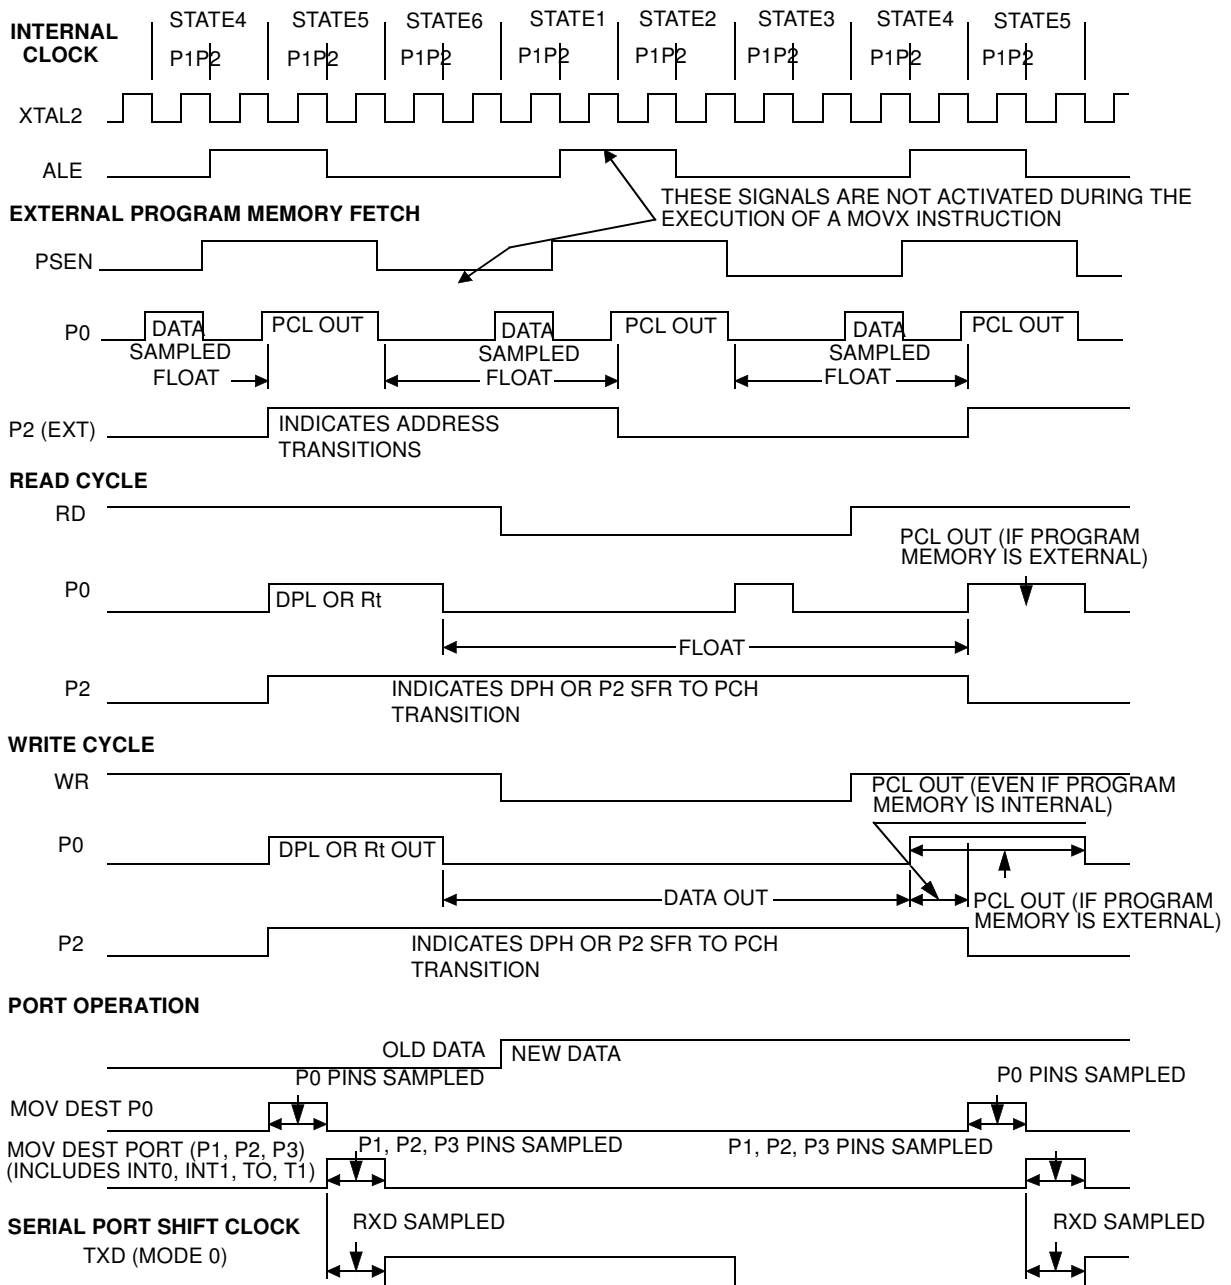 INTERNAL CLOCK
STATE4 STATE5 STATE6 STATE1 STATE2 STATE3 STATE4 STATE5
P1P2 P1P2 P1P2 P1P2 P1P2 P1P2 P1P2 P1P2
XTAL2
ALE
THESE SIGNALS ARE NOT ACTIVATED DURING THE
EXECUTION OF A MOVX INSTRUCTION
EXTERNAL PROGRAM MEMORY FETCH
PSEN
P0
DATA PCL OUT DATA PCL OUT DATA PCL OUT
SAMPLED SAMPLED SAMPLED
FLOAT FLOAT FLOAT
P2 (EXT)
INDICATES ADDRESS
TRANSITIONS
READ CYCLE
RD
PCL OUT (IF PROGRAM
MEMORY IS EXTERNAL)
P0
DPL OR Rt
FLOAT
P2
INDICATES DPH OR P2 SFR TO PCH
TRANSITION
WRITE CYCLE
WR
PCL OUT (EVEN IF PROGRAM
MEMORY IS INTERNAL)
P0
DPL OR Rt OUT
DATA OUT
PCL OUT (IF PROGRAM
MEMORY IS EXTERNAL)
P2
INDICATES DPH OR P2 SFR TO PCH
TRANSITION
PORT OPERATION
OLD DATA NEW DATA
P0 PINS SAMPLED P0 PINS SAMPLED
MOV DEST P0
MOV DEST PORT (P1, P2, P3)
(INCLUDES INT0, INT1, TO, T1)
P1, P2, P3 PINS SAMPLED P1, P2, P3 PINS SAMPLED
SERIAL PORT SHIFT CLOCK
RXD SAMPLED RXD SAMPLED
TXD (MODE 0)